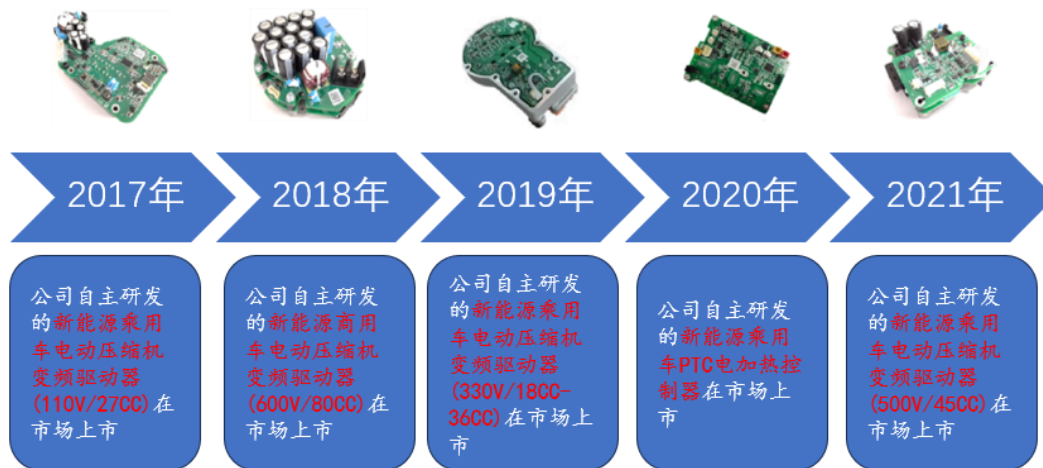 2017年
2018年
2019年
2020年
2021年
公司自主研发
的新能源乘用
车电动压缩机
变频驱动器
(110V/27CC)在
市场上市
公司自主研发
的新能源商用
车电动压缩机
变频驱动器
(600V/80CC)在
市场上市
公司自主研发
的新能源乘用
车电动压缩机
变频驱动器
(330V/18CC-
36CC)在市场上
市
公司自主研发
的新能源乘用
车PTC电加热控
制器在市场上
市
公司自主研发
的新能源乘用
车电动压缩机
变频驱动器
(500V/45CC)在
市场上市